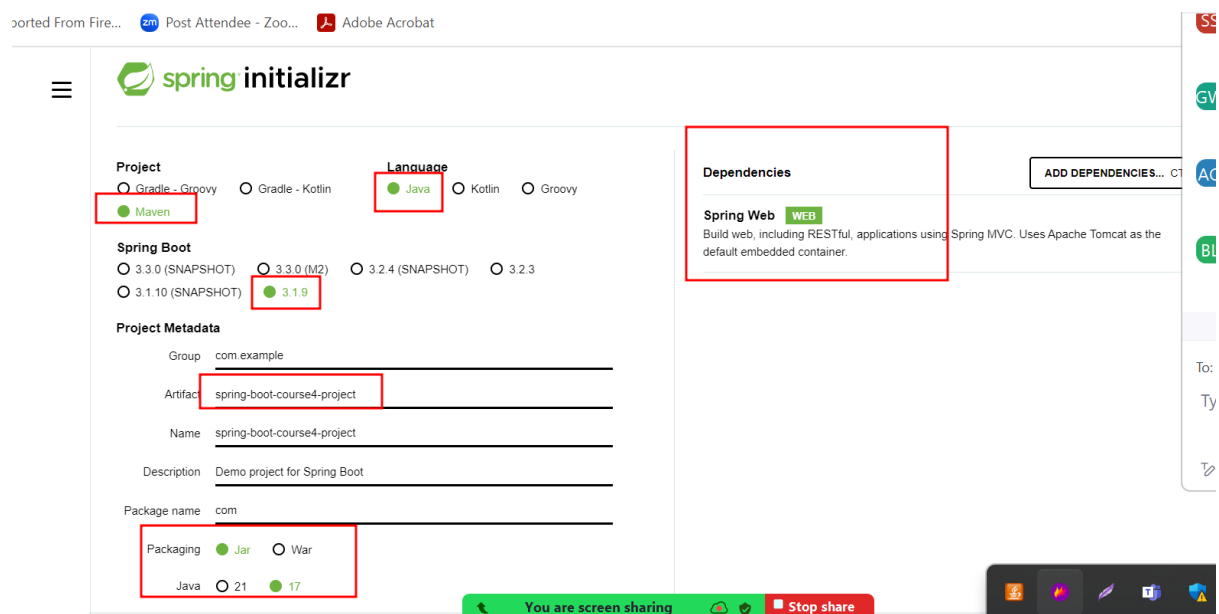 orted From Fire... zm Post Attendee - Zoo... Adobe Acrobat
spring initializr
Project
Gradle - Groovy Gradle - Kotlin
Maven
Language
Java Kotlin Groovy
Spring Boot
3.3.0 (SNAPSHOT) 3.3.0 (M2) 3.2.4 (SNAPSHOT) 3.2.3
3.1.10 (SNAPSHOT) 3.1.9
Project Metadata
Group com.example
Artifact spring-boot-course4-project
Name spring-boot-course4-project
Description Demo project for Spring Boot
Package name com
Packaging Jar War
Java 21 17
Dependencies
ADD DEPENDENCIES... CT
Spring Web WEB
Build web, including RESTful, applications using Spring MVC. Uses Apache Tomcat as the
default embedded container.
SS
GV
AC
BL
To:
Ty
You are screen sharing Stop share